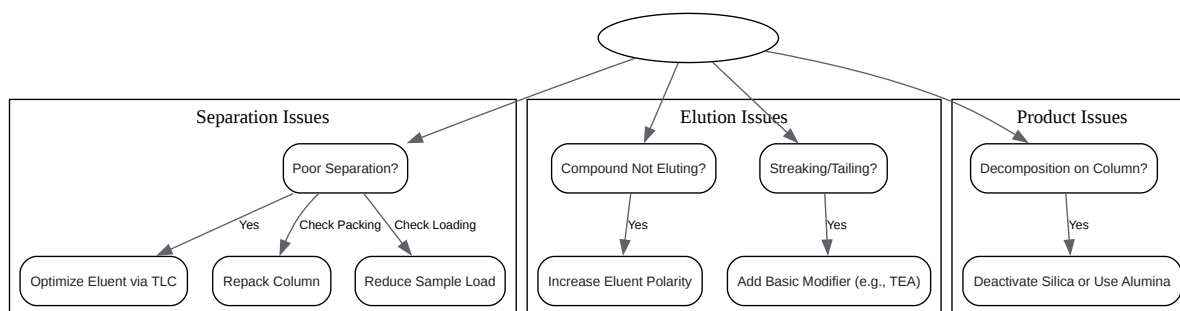 Separation Issues
Elution Issues
Product Issues
Poor Separation?
Compound Not Eluting?
Streaking/Tailing?
Decomposition on Column?
Yes
Check Packing
Check Loading
Yes
Yes
Yes
Optimize Eluent via TLC
Repack Column
Reduce Sample Load
Increase Eluent Polarity
Add Basic Modifier (e.g., TEA)
Deactivate Silica or Use Alumina